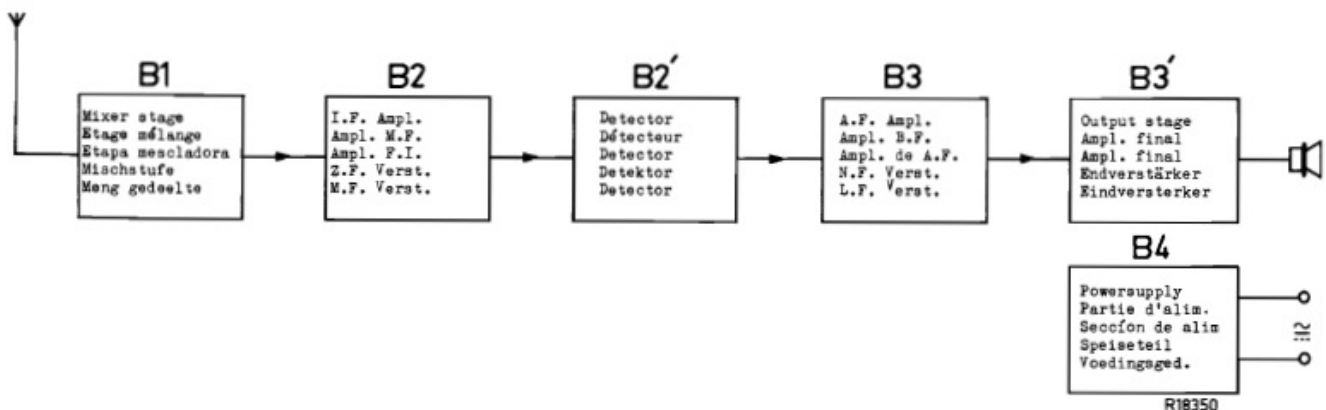 B1
Mixer stage
Etage mélange
Etapa mescladora
Mischstufe
Meng gedeelte
B2
I.F. Ampl.
Ampl. M.F.
Ampl. F.I.
Z.F. Verst.
M.F. Verst.
B2´
Detector
Détecteur
Detector
Detektor
Detector
B3
A.F. Ampl.
Ampl. B.F.
Ampl. de A.F.
N.F. Verst.
L.F. Verst.
B3´
Output stage
Ampl. final
Ampl. final
Endverstärker
Eindversterker
B4
Powersupply
Partie d'alim.
Seccíon de alim
Speiseteil
Voedingsged.
R18350